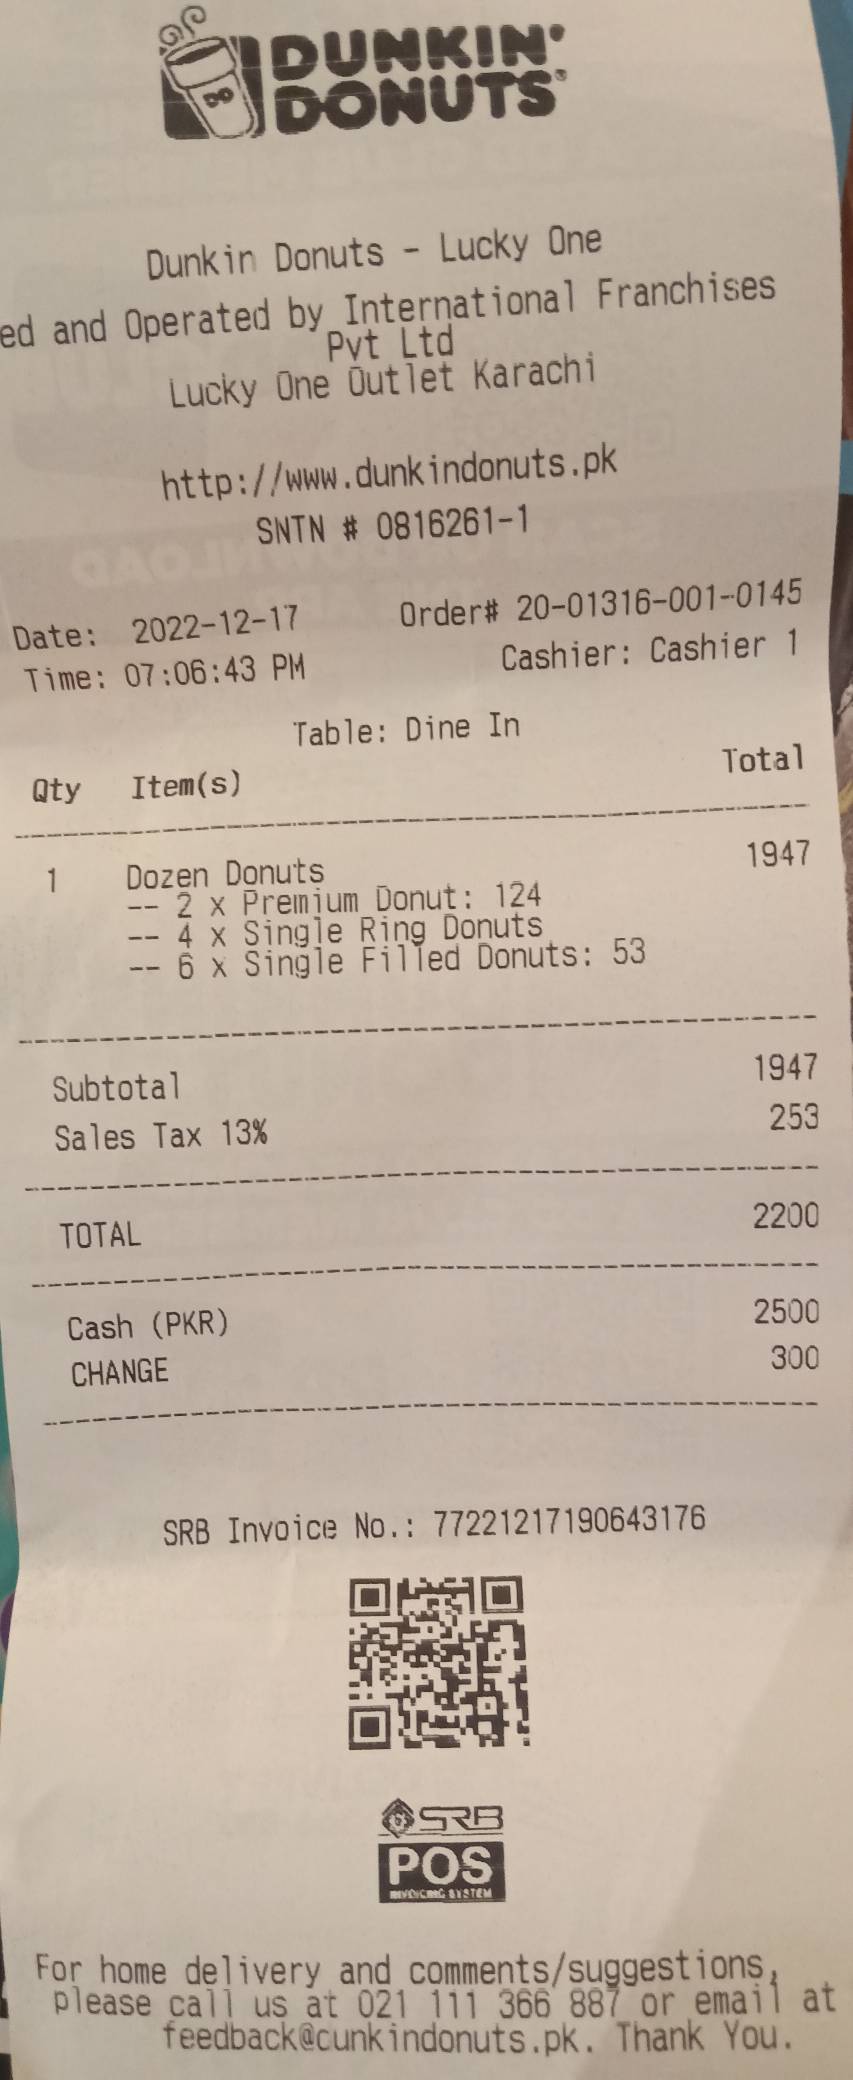 DUNKIN'
DONUTS®
DD
Dunkin Donuts - Lucky One
ed and Operated by International Franchises
Pvt Ltd
Lucky One Outlet Karachi
http://www.dunkindonuts.pk
SNTN # 0816261-1
Date: 2022-12-17 Order# 20-01316-001-0145
Time: 07:06:43 PM Cashier: Cashier 1
Table: Dine In
Qty Item(s) Total
1 Dozen Donuts 1947
-- 2 x Premium Donut: 124
-- 4 x Single Ring Donuts
-- 6 x Single Filled Donuts: 53
Subtotal 1947
Sales Tax 13% 253
TOTAL 2200
Cash (PKR) 2500
CHANGE 300
SRB Invoice No.: 77221217190643176
SRB
POS
INVOICING SYSTEM
For home delivery and comments/suggestions,
please call us at 021 111 366 887 or email at
feedback@cunkindonuts.pk. Thank You.